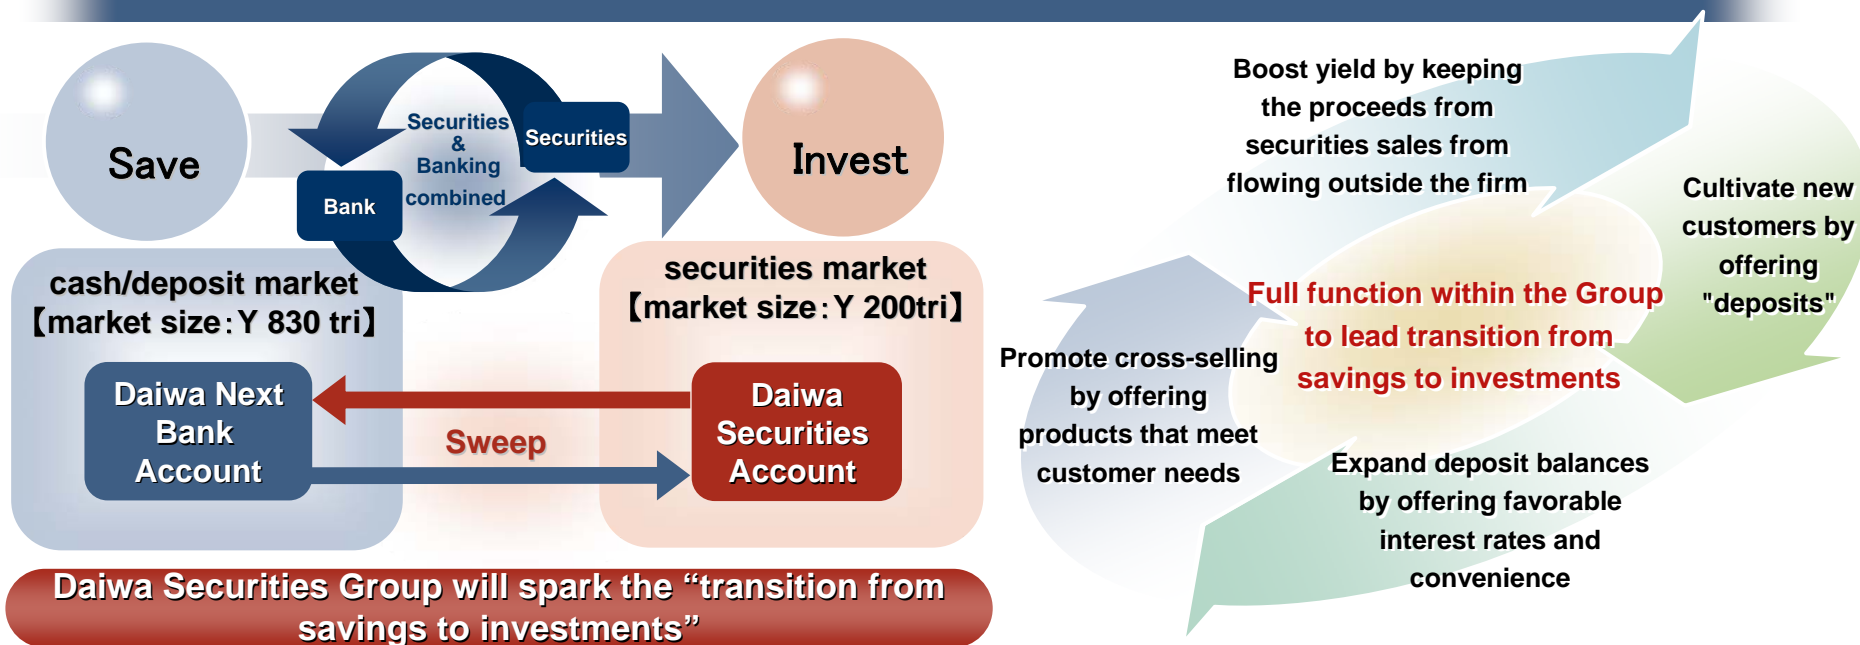 Save
Securities
&
Banking
combined
Securities
Bank
Invest
cash/deposit market
【market size：Y 830 tri】
securities market
【market size：Y 200tri】
Daiwa Next
Bank
Account
Sweep
Daiwa
Securities
Account
Daiwa Securities Group will spark the “transition from
savings to investments”
Boost yield by keeping
the proceeds from
securities sales from
flowing outside the firm
Cultivate new
customers by
offering
"deposits"
Full function within the Group
to lead transition from
savings to investments
Promote cross-selling
by offering
products that meet
customer needs
Expand deposit balances
by offering favorable
interest rates and
convenience